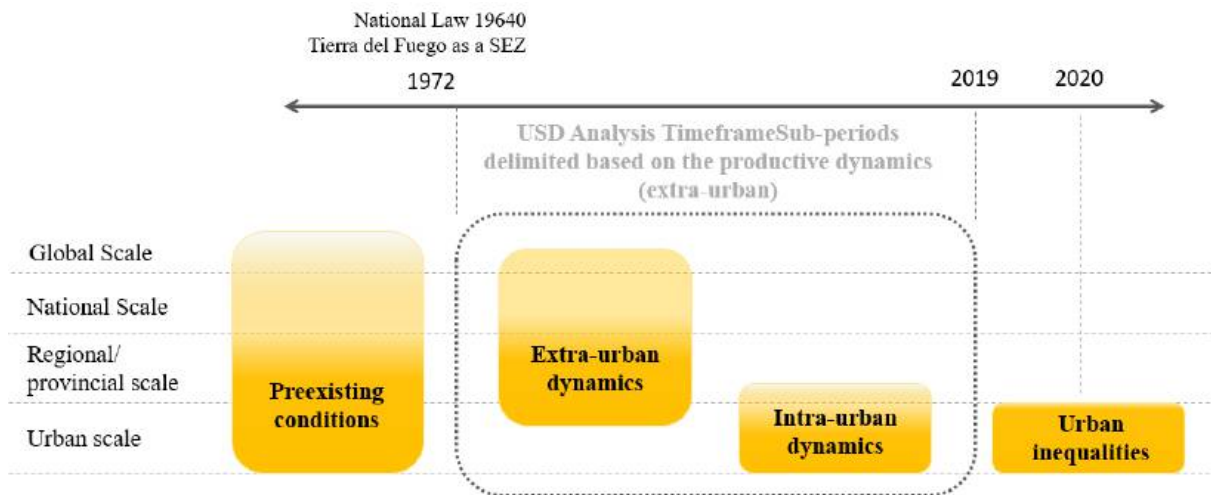 National Law 19640
Tierra del Fuego as a SEZ
1972
2019
2020
USD Analysis TimeframeSub-periods
delimited based on the productive dynamics
(extra-urban)
Global Scale
National Scale
Regional/
provincial scale
Urban scale
Preexisting
conditions
Extra-urban
dynamics
Intra-urban
dynamics
Urban
inequalities